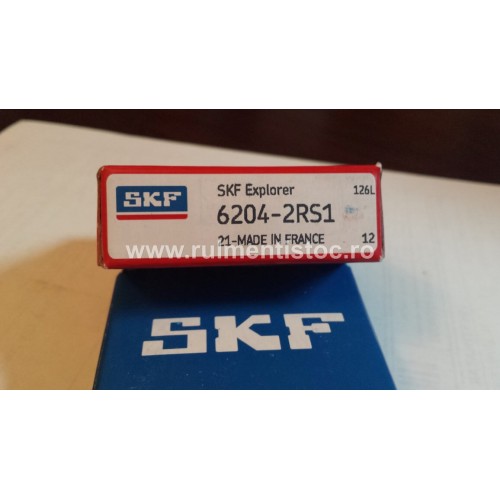 SKF
SKF Explorer 126L
6204-2RS1
21-MADE IN FRANCE 12
www.rulmentistoc.ro
SKF